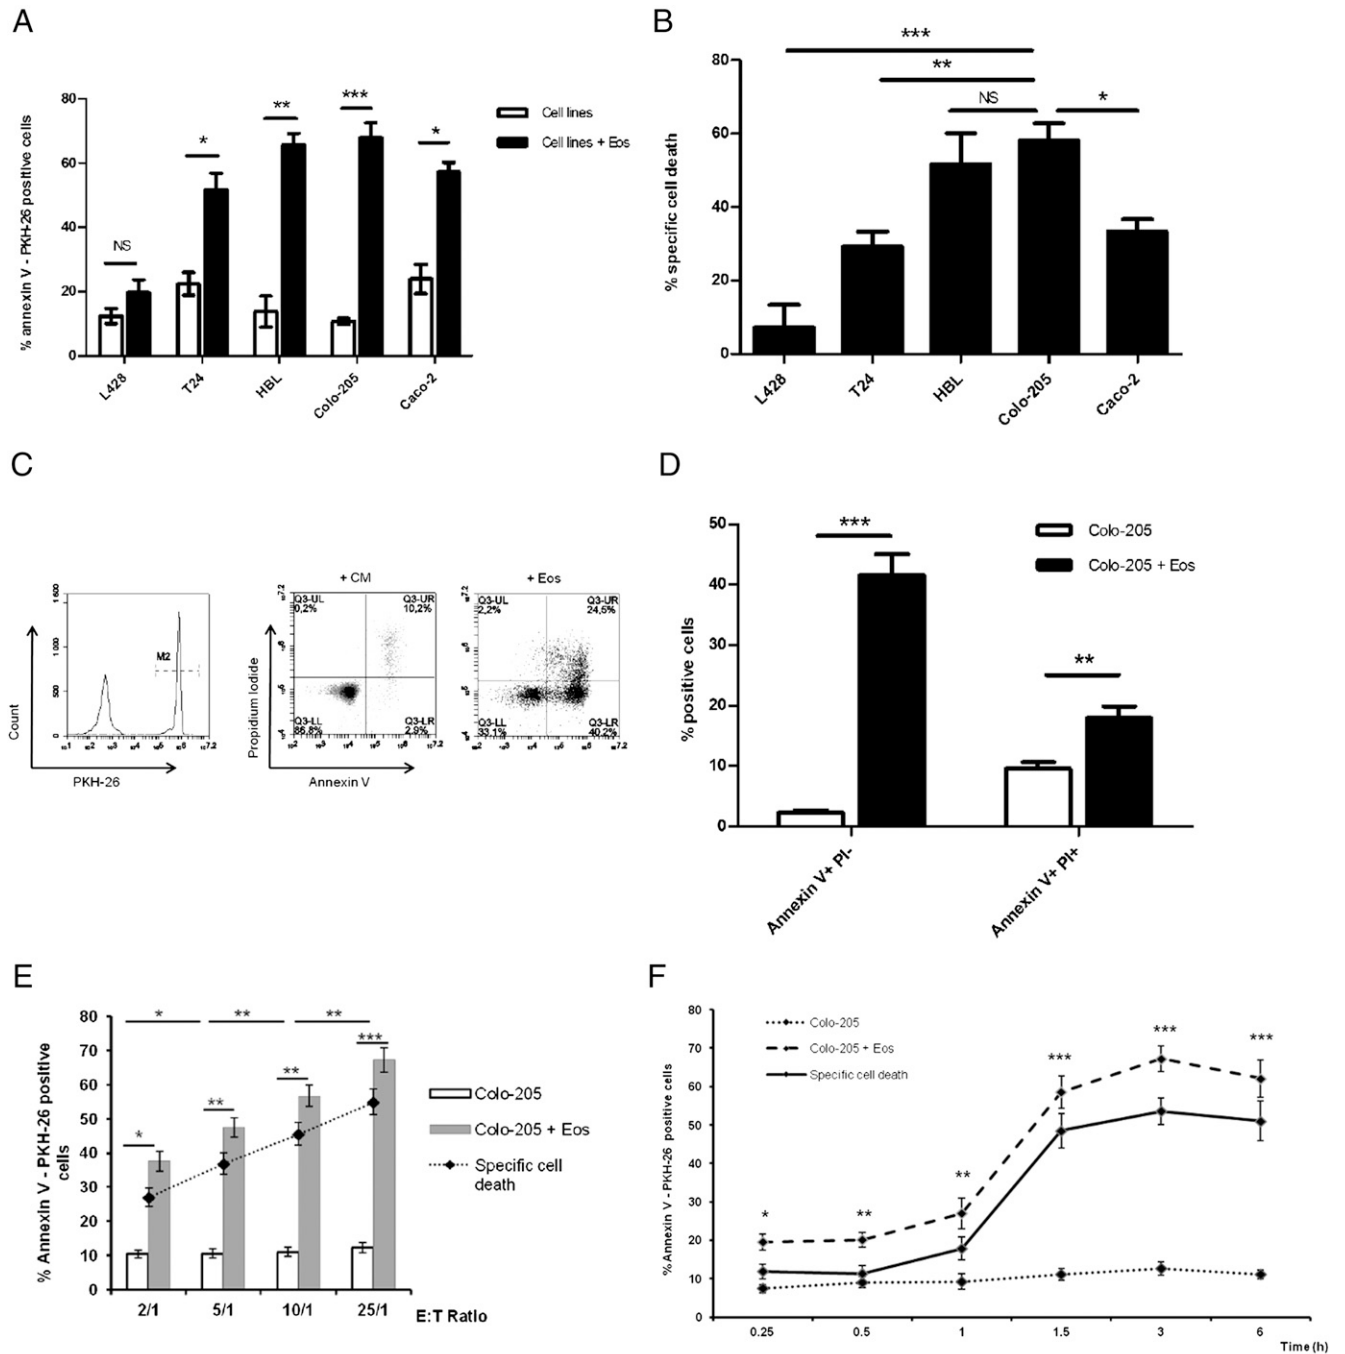 A
% annexin V - PKH-26 positive cells
80
60
40
20
0
NS
*
**
***
*
Cell lines
Cell lines + Eos
L428
T24
HBL
Colo-205
Caco-2
B
% specific cell death
80
60
40
20
0
***
**
NS
*
L428
T24
HBL
Colo-205
Caco-2
C
Count
1 000
500
0
M2
PKH-26
+ CM
Q3-UL
0,2%
Q3-UR
10,2%
Q3-LL
86,8%
Q3-LR
2.9%
Propidium Iodide
Annexin V
+ Eos
Q3-UL
2,2%
Q3-UR
24,5%
Q3-LL
33.1%
Q3-LR
40.2%
D
% positive cells
50
40
30
20
10
0
***
**
Colo-205
Colo-205 + Eos
Annexin V+ PI-
Annexin V+ PI+
E
% Annexin V - PKH-26 positive
cells
80
70
60
50
40
30
20
10
0
*
**
**
*
**
**
***
Colo-205
Colo-205 + Eos
Specific cell
death
2/1
5/1
10/1
25/1
E:T Ratio
F
% Annexin V - PKH-26 positive cells
80
70
60
50
40
30
20
10
0
Colo-205
Colo-205 + Eos
Specific cell death
*
**
**
***
***
***
0.25
0.5
1
1.5
3
6
Time (h)